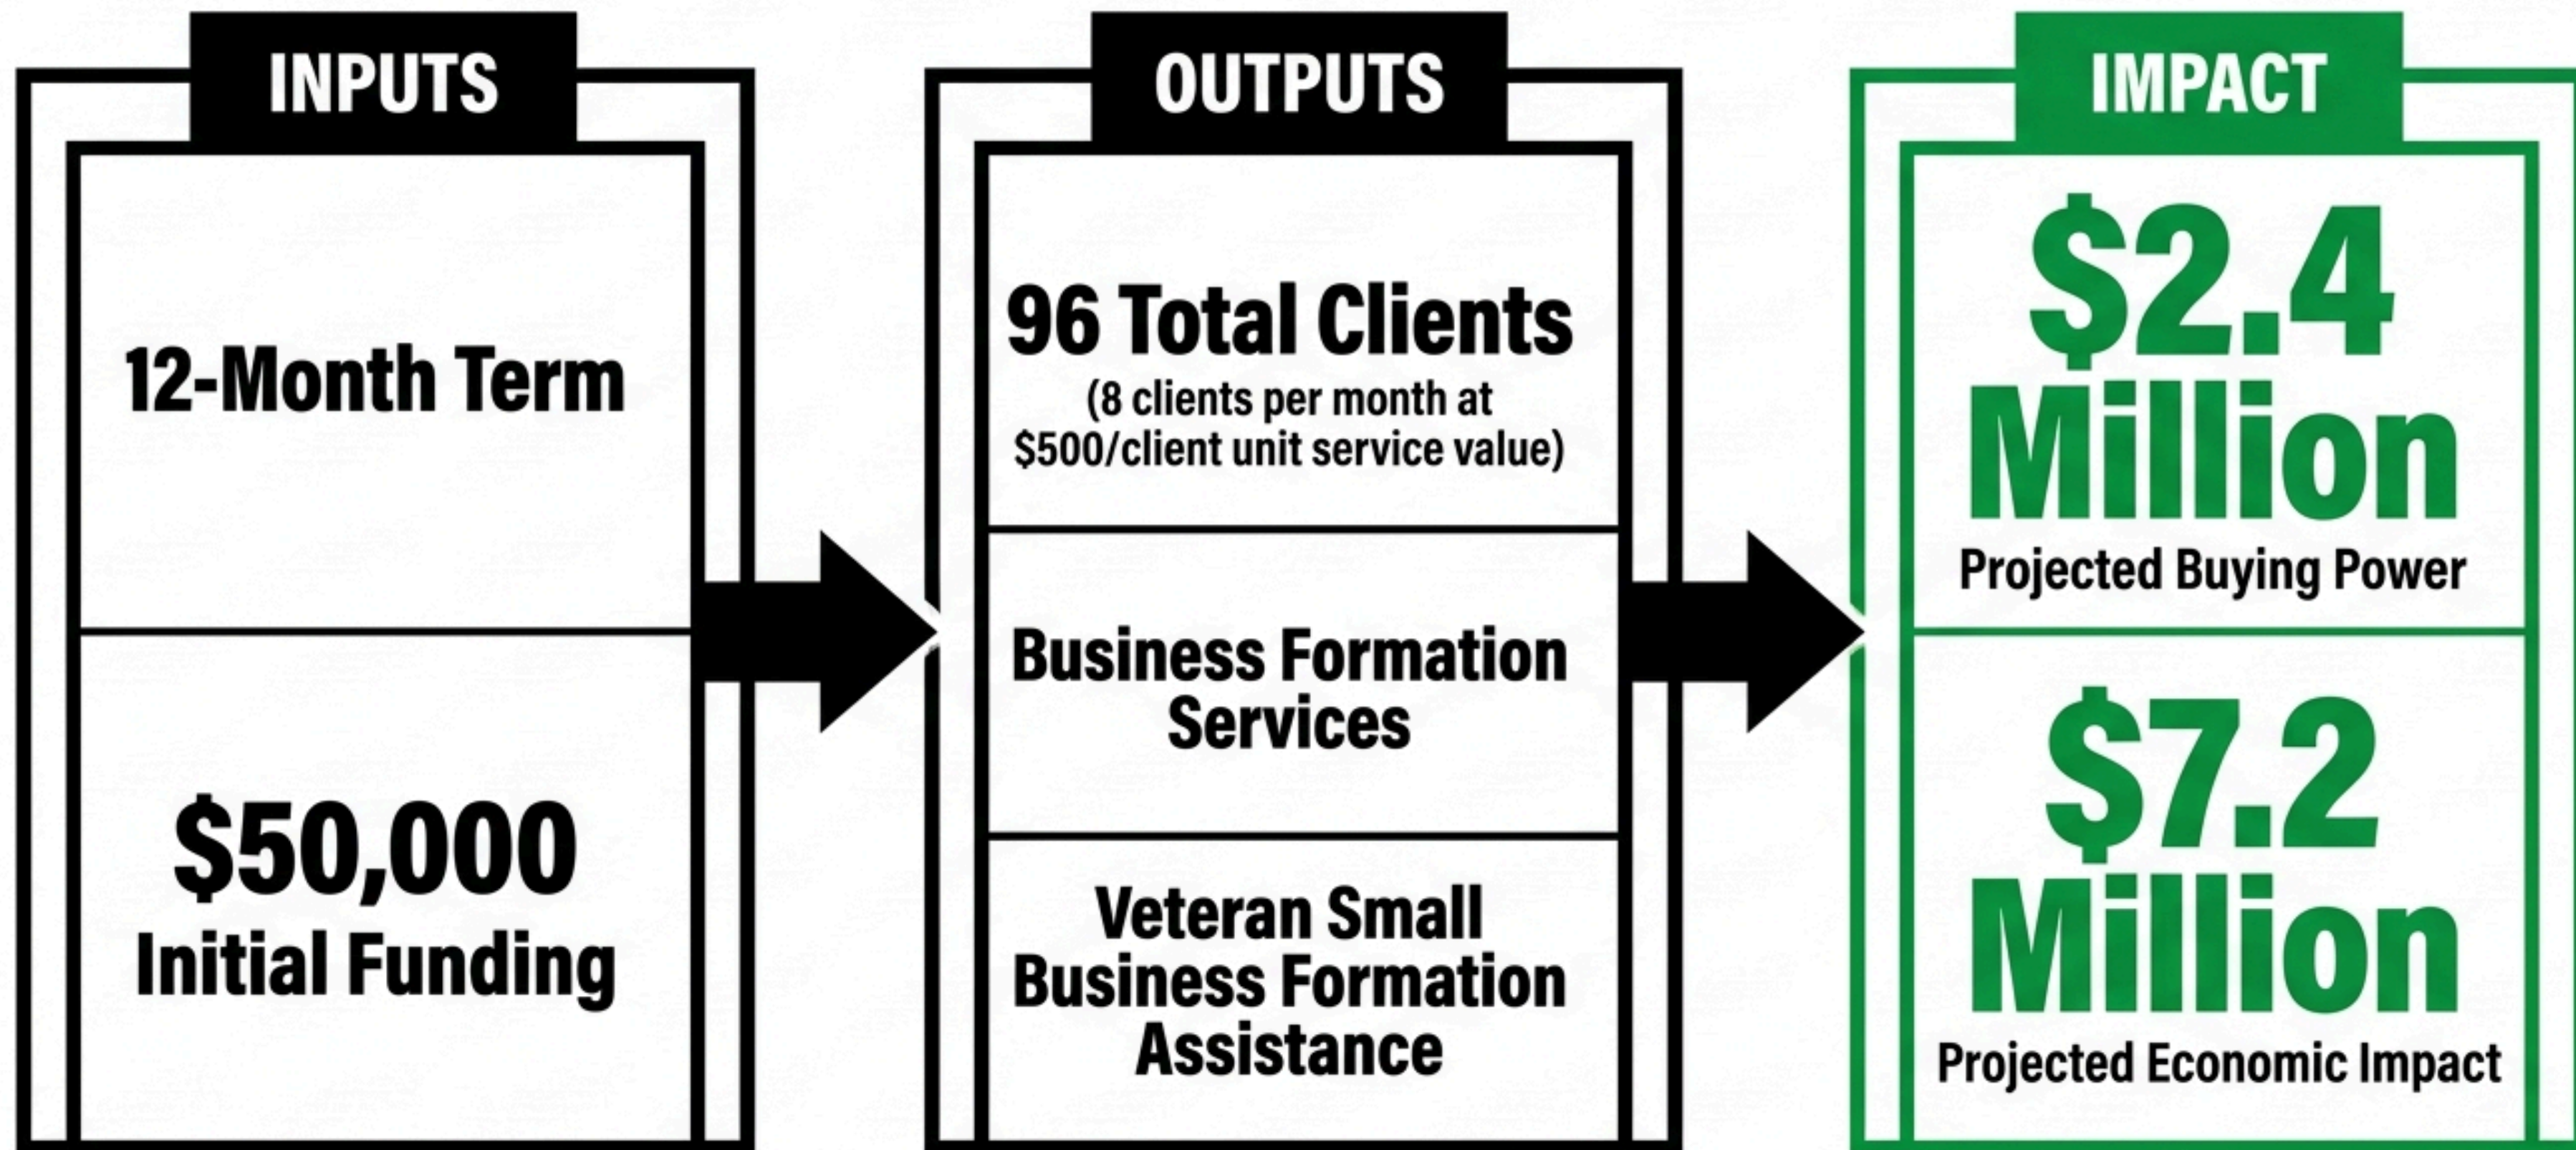 INPUTS
12-Month Term
$50,000
Initial Funding
OUTPUTS
96 Total Clients
(8 clients per month at
$500/client unit service value)
Business Formation
Services
Veteran Small
Business Formation
Assistance
IMPACT
$2.4
Million
Projected Buying Power
$7.2
Million
Projected Economic Impact